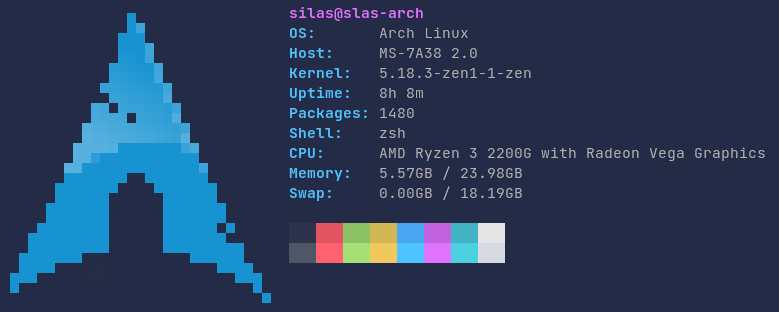 silas@slas-arch
OS: Arch Linux
Host: MS-7A38 2.0
Kernel: 5.18.3-zen1-1-zen
Uptime: 8h 8m
Packages: 1480
Shell: zsh
CPU: AMD Ryzen 3 2200G with Radeon Vega Graphics
Memory: 5.57GB / 23.98GB
Swap: 0.00GB / 18.19GB